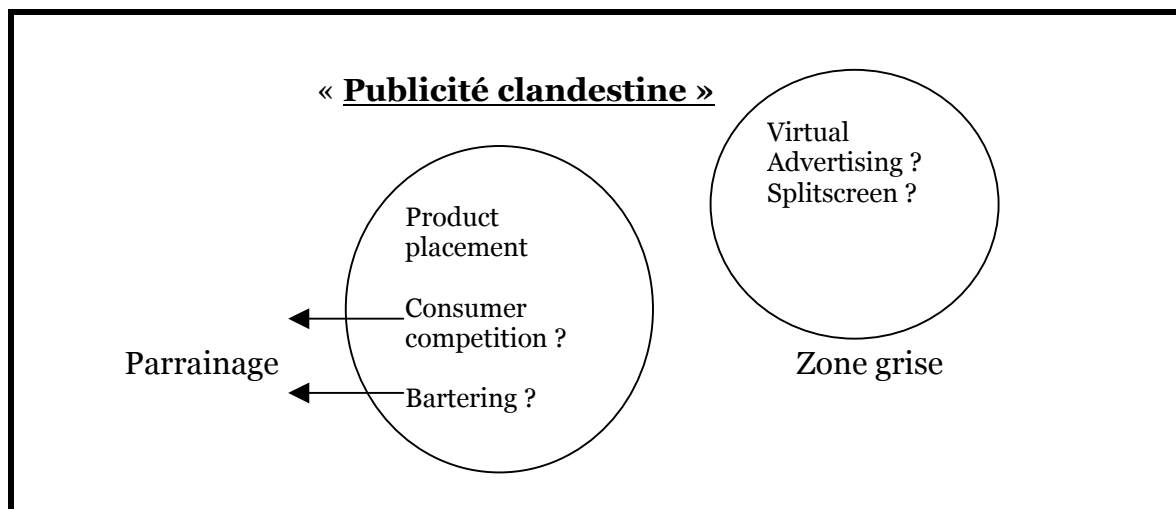 « Publicité clandestine »
Virtual
Advertising ?
Splitscreen ?
Product
placement
Consumer
competition ?
Parrainage
Zone grise
Bartering ?